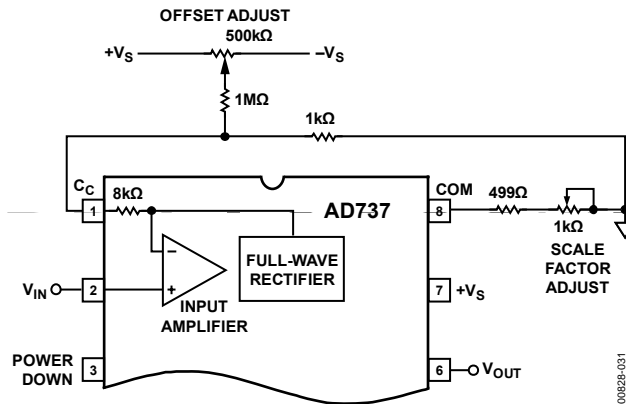 OFFSET ADJUST
500kΩ
+VS
–VS
1MΩ
1kΩ
CC
8kΩ
AD737
COM
499Ω
1
8
1kΩ
SCALE
FACTOR
ADJUST
FULL-WAVE
RECTIFIER
–
+
VIN
2
INPUT
AMPLIFIER
7
+VS
POWER
DOWN
3
6
VOUT
00828-031